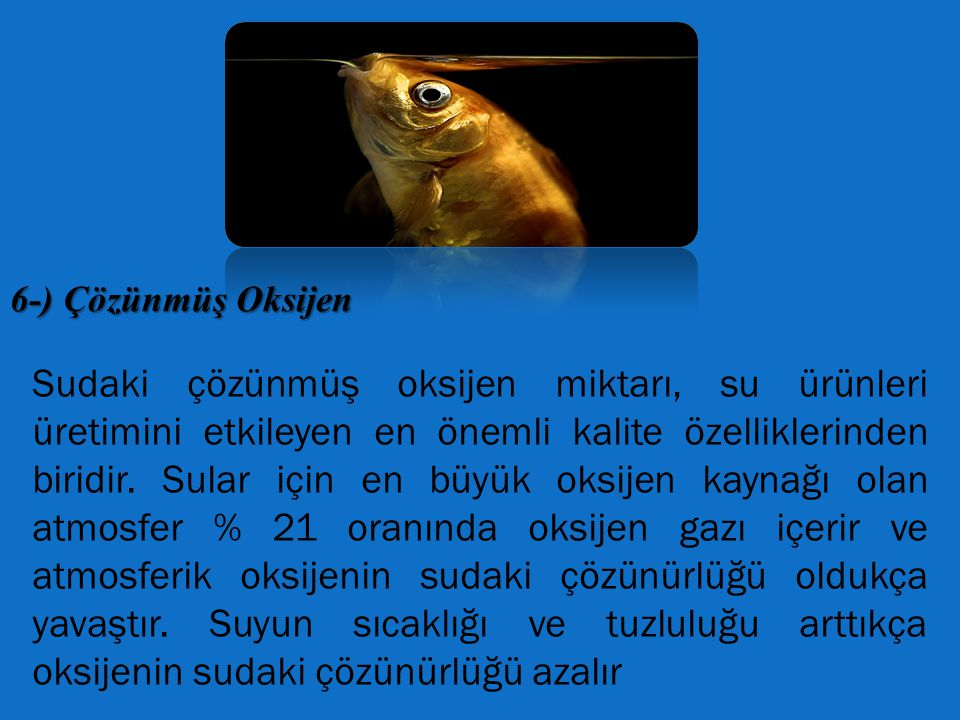 6-) Çözünmüş Oksijen
Sudaki çözünmüş oksijen miktarı, su ürünleri
üretimini etkileyen en önemli kalite özelliklerinden
biridir. Sular için en büyük oksijen kaynağı olan
atmosfer % 21 oranında oksijen gazı içerir ve
atmosferik oksijenin sudaki çözünürlüğü oldukça
yavaştır. Suyun sıcaklığı ve tuzluluğu arttıkça
oksijenin sudaki çözünürlüğü azalır